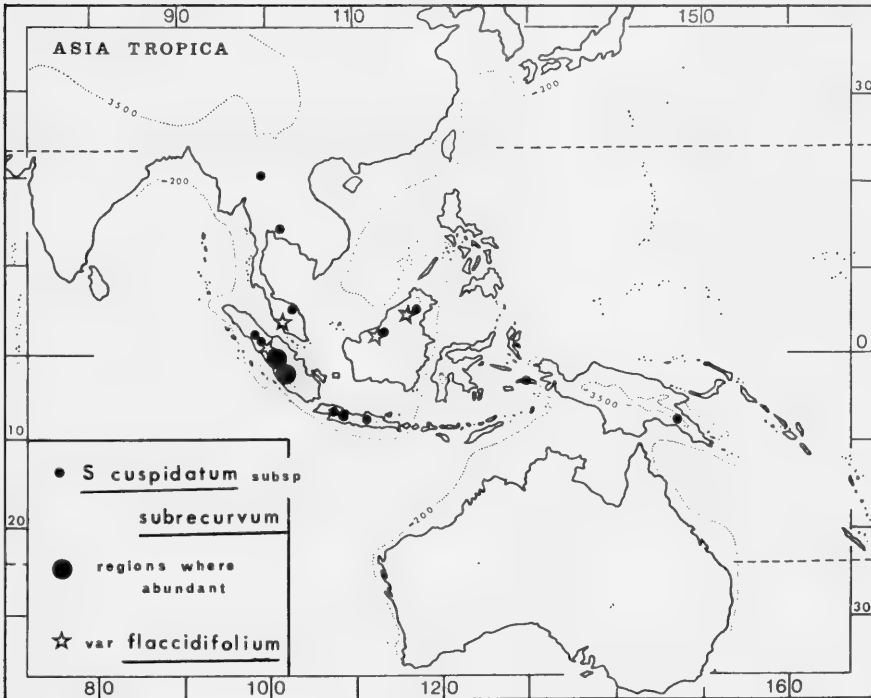 90 110 150
ASIA TROPICA
3500
-200
30
-200
0
3500
10
-200
S cuspidatum subsp
subrecurvum
20
regions where
abundant
30
var flaccidifolium
80 100 120 140 160